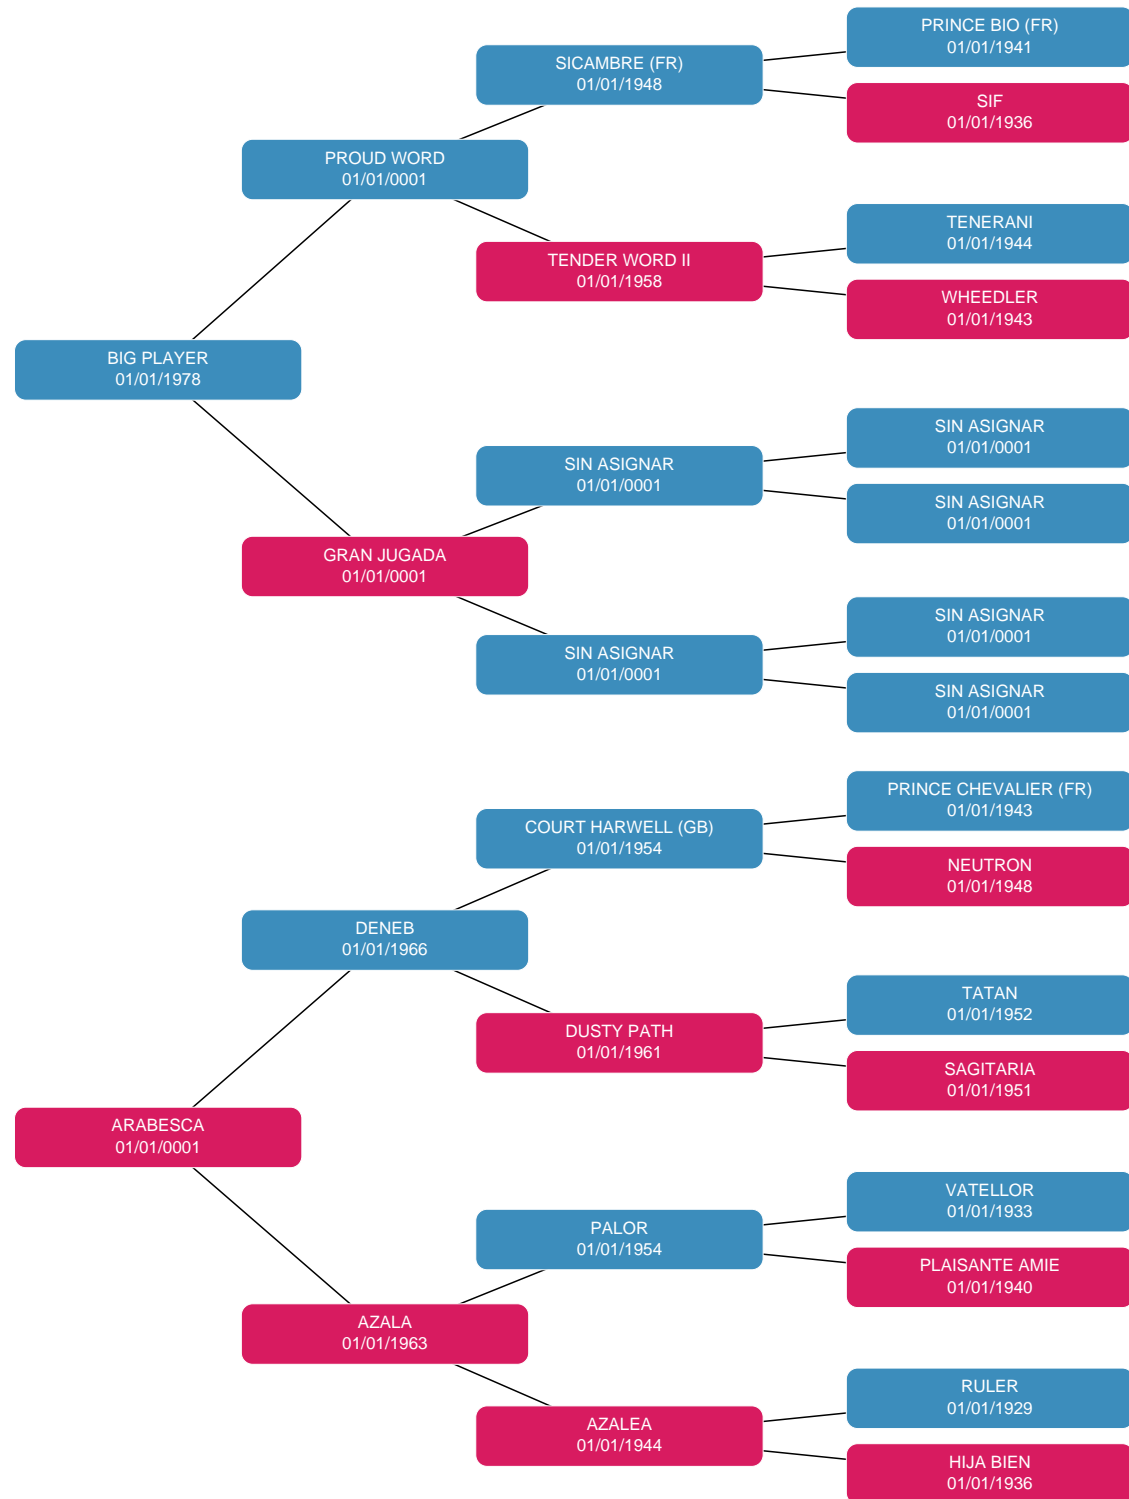 PRINCE BIO (FR)
01/01/1941
SICAMBRE (FR)
01/01/1948
SIF
01/01/1936
PROUD WORD
01/01/0001
TENERANI
01/01/1944
TENDER WORD II
01/01/1958
WHEEDLER
01/01/1943
BIG PLAYER
01/01/1978
SIN ASIGNAR
01/01/0001
SIN ASIGNAR
01/01/0001
SIN ASIGNAR
01/01/0001
GRAN JUGADA
01/01/0001
SIN ASIGNAR
01/01/0001
SIN ASIGNAR
01/01/0001
SIN ASIGNAR
01/01/0001
PRINCE CHEVALIER (FR)
01/01/1943
COURT HARWELL (GB)
01/01/1954
NEUTRON
01/01/1948
DENEB
01/01/1966
TATAN
01/01/1952
DUSTY PATH
01/01/1961
SAGITARIA
01/01/1951
ARABESCA
01/01/0001
VATELLOR
01/01/1933
PALOR
01/01/1954
PLAISANTE AMIE
01/01/1940
AZALA
01/01/1963
RULER
01/01/1929
AZALEA
01/01/1944
HIJA BIEN
01/01/1936